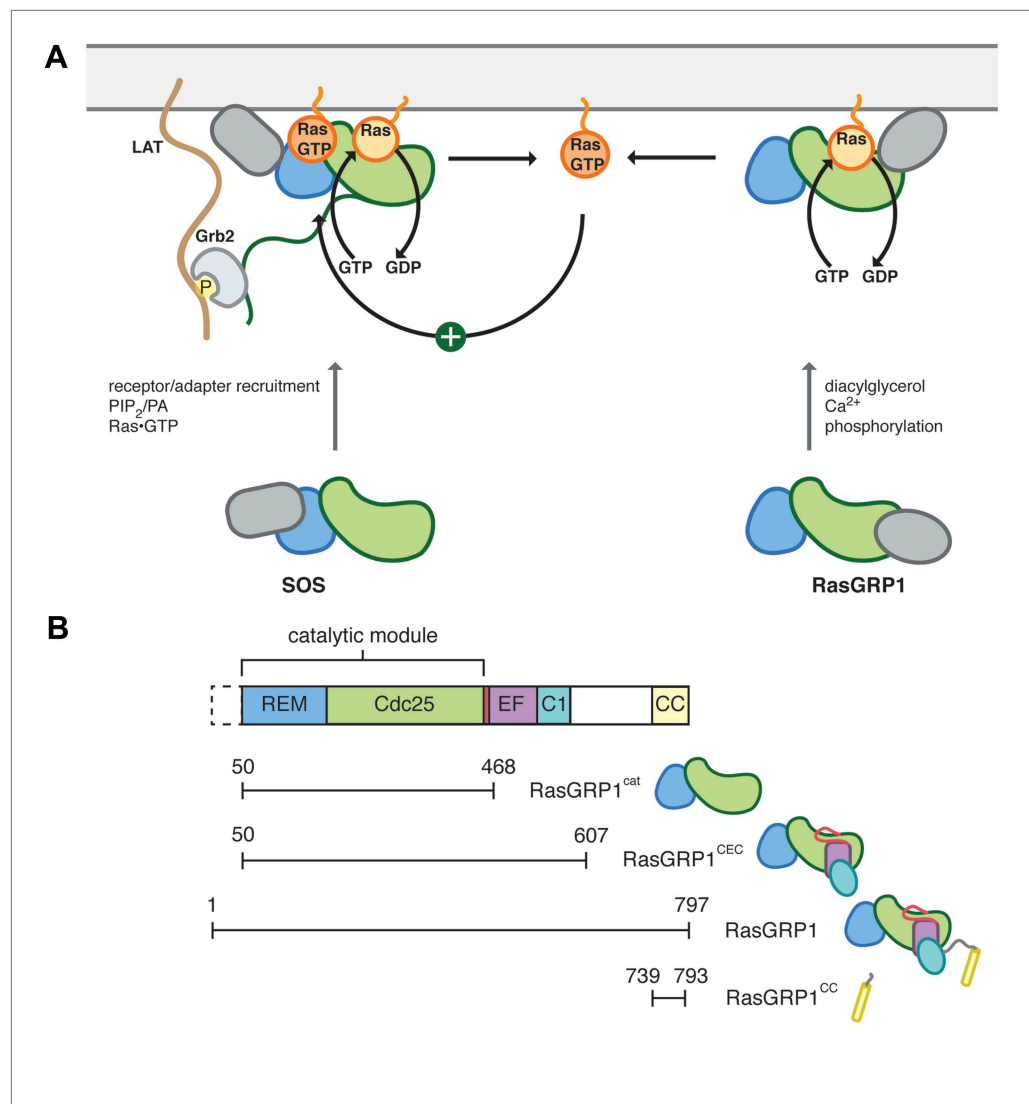 A
LAT
Ras
GTP
Ras
Ras
GTP
Ras
Grb2
P
GTP
GDP
GTP
GDP
+
receptor/adapter recruitment
PIP2/PA
Ras•GTP
diacylglycerol
Ca2+
phosphorylation
SOS
RasGRP1
B
catalytic module
REM
Cdc25
EF
C1
CC
50
468
RasGRP1cat
50
607
RasGRP1CEC
1
797
RasGRP1
739
793
RasGRP1CC